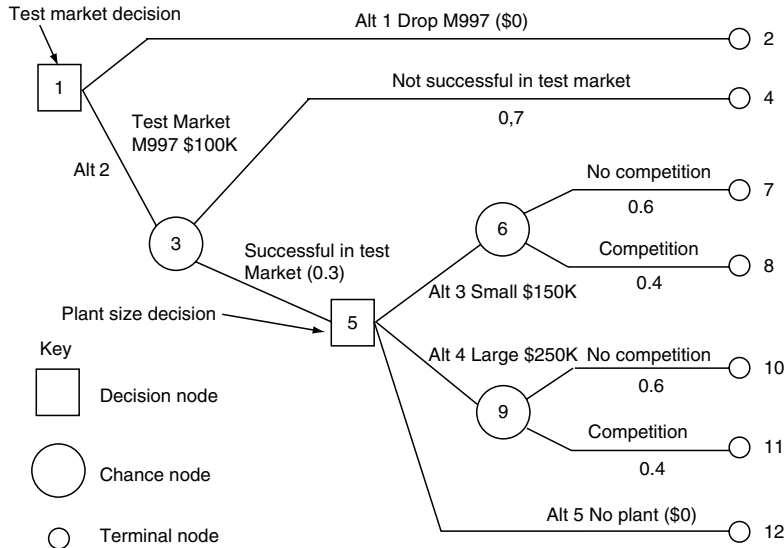 Test market decision
Alt 1 Drop M997 ($0)
2
1
Not successful in test market
4
0,7
Test Market
M997 $100K
Alt 2
No competition
7
0.6
6
3
Successful in test
Market (0.3)
Competition
8
0.4
Alt 3 Small $150K
Plant size decision
5
Key
Alt 4 Large $250K
No competition
10
0.6
Decision node
9
Competition
11
0.4
Chance node
Alt 5 No plant ($0)
12
Terminal node